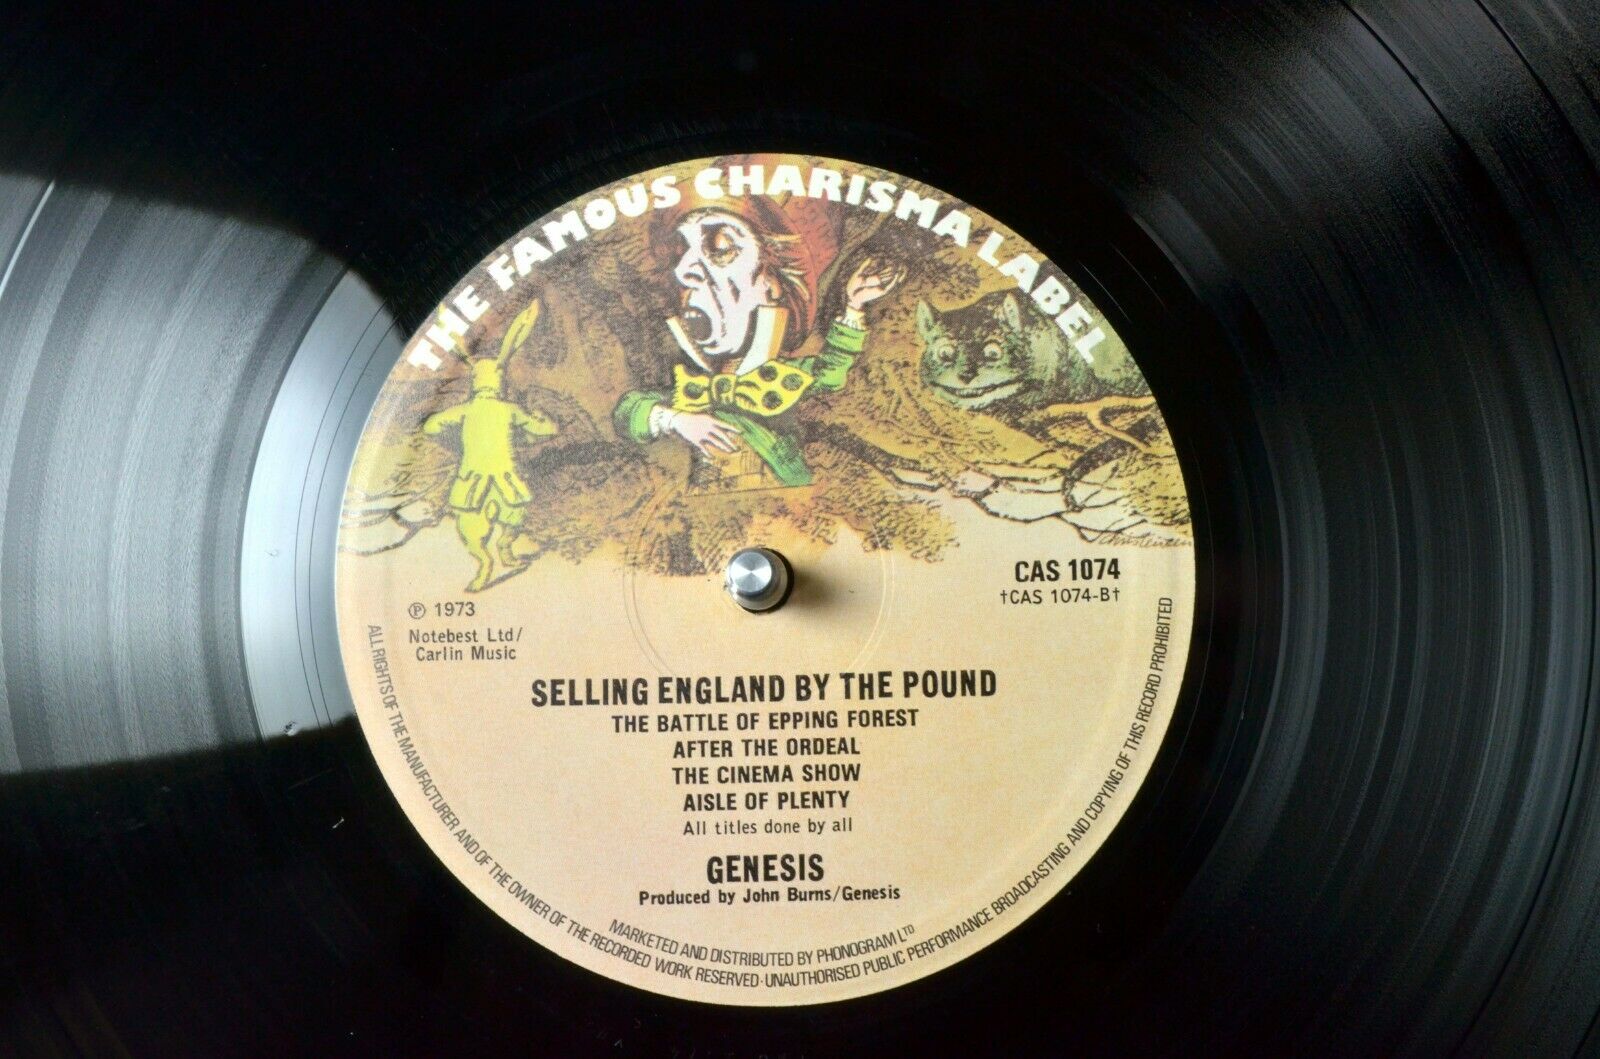 THE FAMOUS CHARISMA LABEL
Christensen
CAS 1074
†CAS 1074-B†
Ⓟ 1973
Notebest Ltd/
Carlin Music
SELLING ENGLAND BY THE POUND
THE BATTLE OF EPPING FOREST
AFTER THE ORDEAL
THE CINEMA SHOW
AISLE OF PLENTY
All titles done by all
GENESIS
Produced by John Burns/Genesis
MARKETED AND DISTRIBUTED BY PHONOGRAM LTD
ALL RIGHTS OF THE MANUFACTURER AND OF THE OWNER OF THE RECORDED WORK RESERVED·UNAUTHORISED PUBLIC PERFORMANCE BROADCASTING AND COPYING OF THIS RECORD PROHIBITED